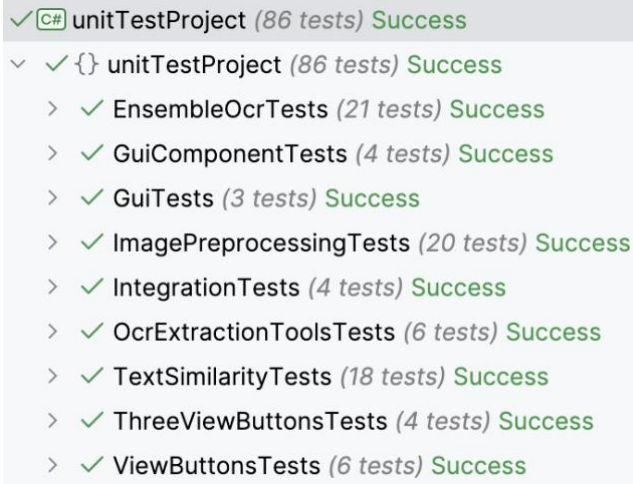 C# unitTestProject (86 tests) Success
{} unitTestProject (86 tests) Success
EnsembleOcrTests (21 tests) Success
GuiComponentTests (4 tests) Success
GuiTests (3 tests) Success
ImagePreprocessingTests (20 tests) Success
IntegrationTests (4 tests) Success
OcrExtractionToolsTests (6 tests) Success
TextSimilarityTests (18 tests) Success
ThreeViewButtonsTests (4 tests) Success
ViewButtonsTests (6 tests) Success